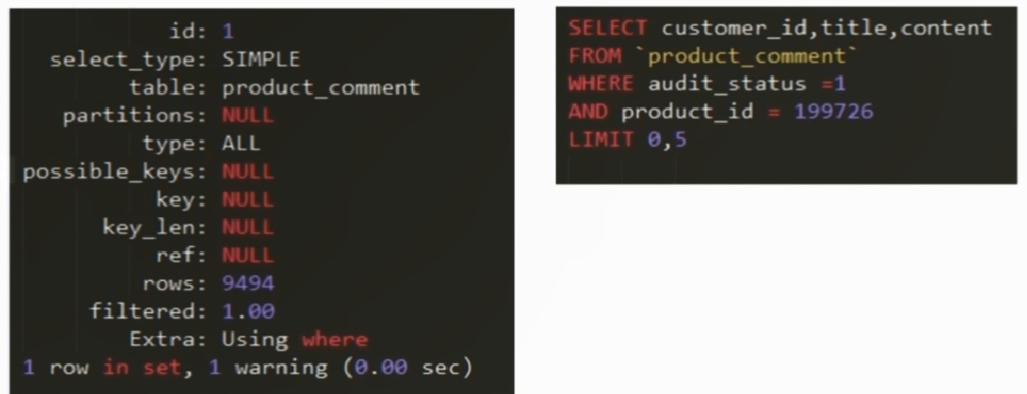 id: 1
select_type: SIMPLE
table: product_comment
partitions: NULL
type: ALL
possible_keys: NULL
key: NULL
key_len: NULL
ref: NULL
rows: 9494
filtered: 1.00
Extra: Using where
1 row in set, 1 warning (0.00 sec)
SELECT customer_id,title,content
FROM `product_comment`
WHERE audit_status =1
AND product_id = 199726
LIMIT 0,5